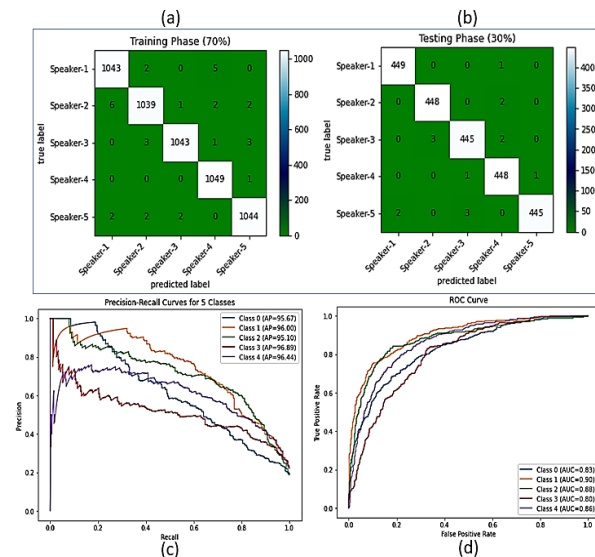 (a)
(b)
Training Phase (70%)
Testing Phase (30%)
true label
Speaker-1
Speaker-2
Speaker-3
Speaker-4
Speaker-5
1043 2 0 5 0
6 1039 1 2 2
0 3 1043 1 3
0 0 0 1049 1
2 2 0 2 1044
Speaker-1
Speaker-2
Speaker-3
Speaker-4
Speaker-5
predicted label
1000
800
600
400
200
0
true label
Speaker-1
Speaker-2
Speaker-3
Speaker-4
Speaker-5
449 0 0 1 0
0 448 0 2 0
0 3 445 2 0
0 0 1 448 1
2 0 3 0 445
Speaker-1
Speaker-2
Speaker-3
Speaker-4
Speaker-5
predicted label
400
350
300
250
200
150
100
50
0
Precision-Recall Curves for 5 Classes
Class 0 (AP=95.67)
Class 1 (AP=96.00)
Class 2 (AP=95.10)
Class 3 (AP=96.89)
Class 4 (AP=96.44)
Precision
1.0
0.8
0.6
0.4
0.2
0.0
0.0 0.2 0.4 0.6 0.8 1.0
Recall
(c)
ROC Curve
True Positive Rate
1.0
0.8
0.6
0.4
0.2
0.0
Class 0 (AUC=0.83)
Class 1 (AUC=0.90)
Class 2 (AUC=0.88)
Class 3 (AUC=0.80)
Class 4 (AUC=0.86)
0.0 0.2 0.4 0.6 0.8 1.0
False Positive Rate
(d)